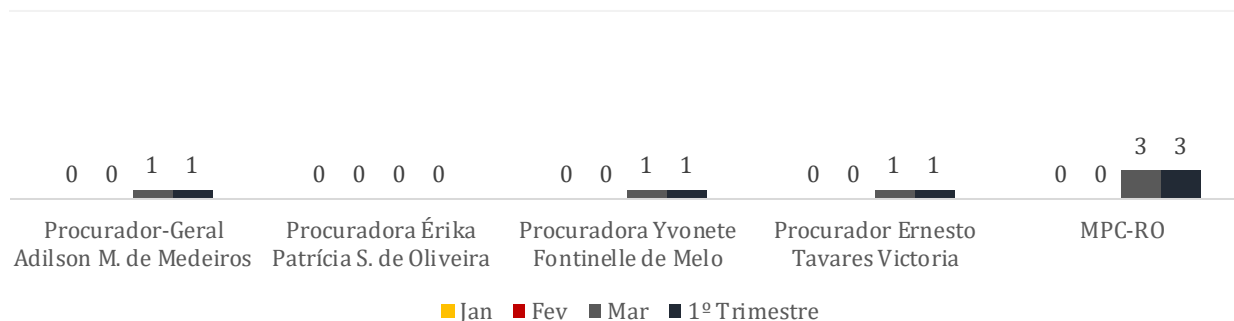 3 3
0 0 1 1 0 0 0 0 0 0 1 1 0 0 1 1 0 0
Procurador-Geral
Adilson M. de Medeiros
Procuradora Érika
Patrícia S. de Oliveira
Procuradora Yvonete
Fontinelle de Melo
Procurador Ernesto
Tavares Victoria
MPC-RO
Jan Fev Mar 1º Trimestre